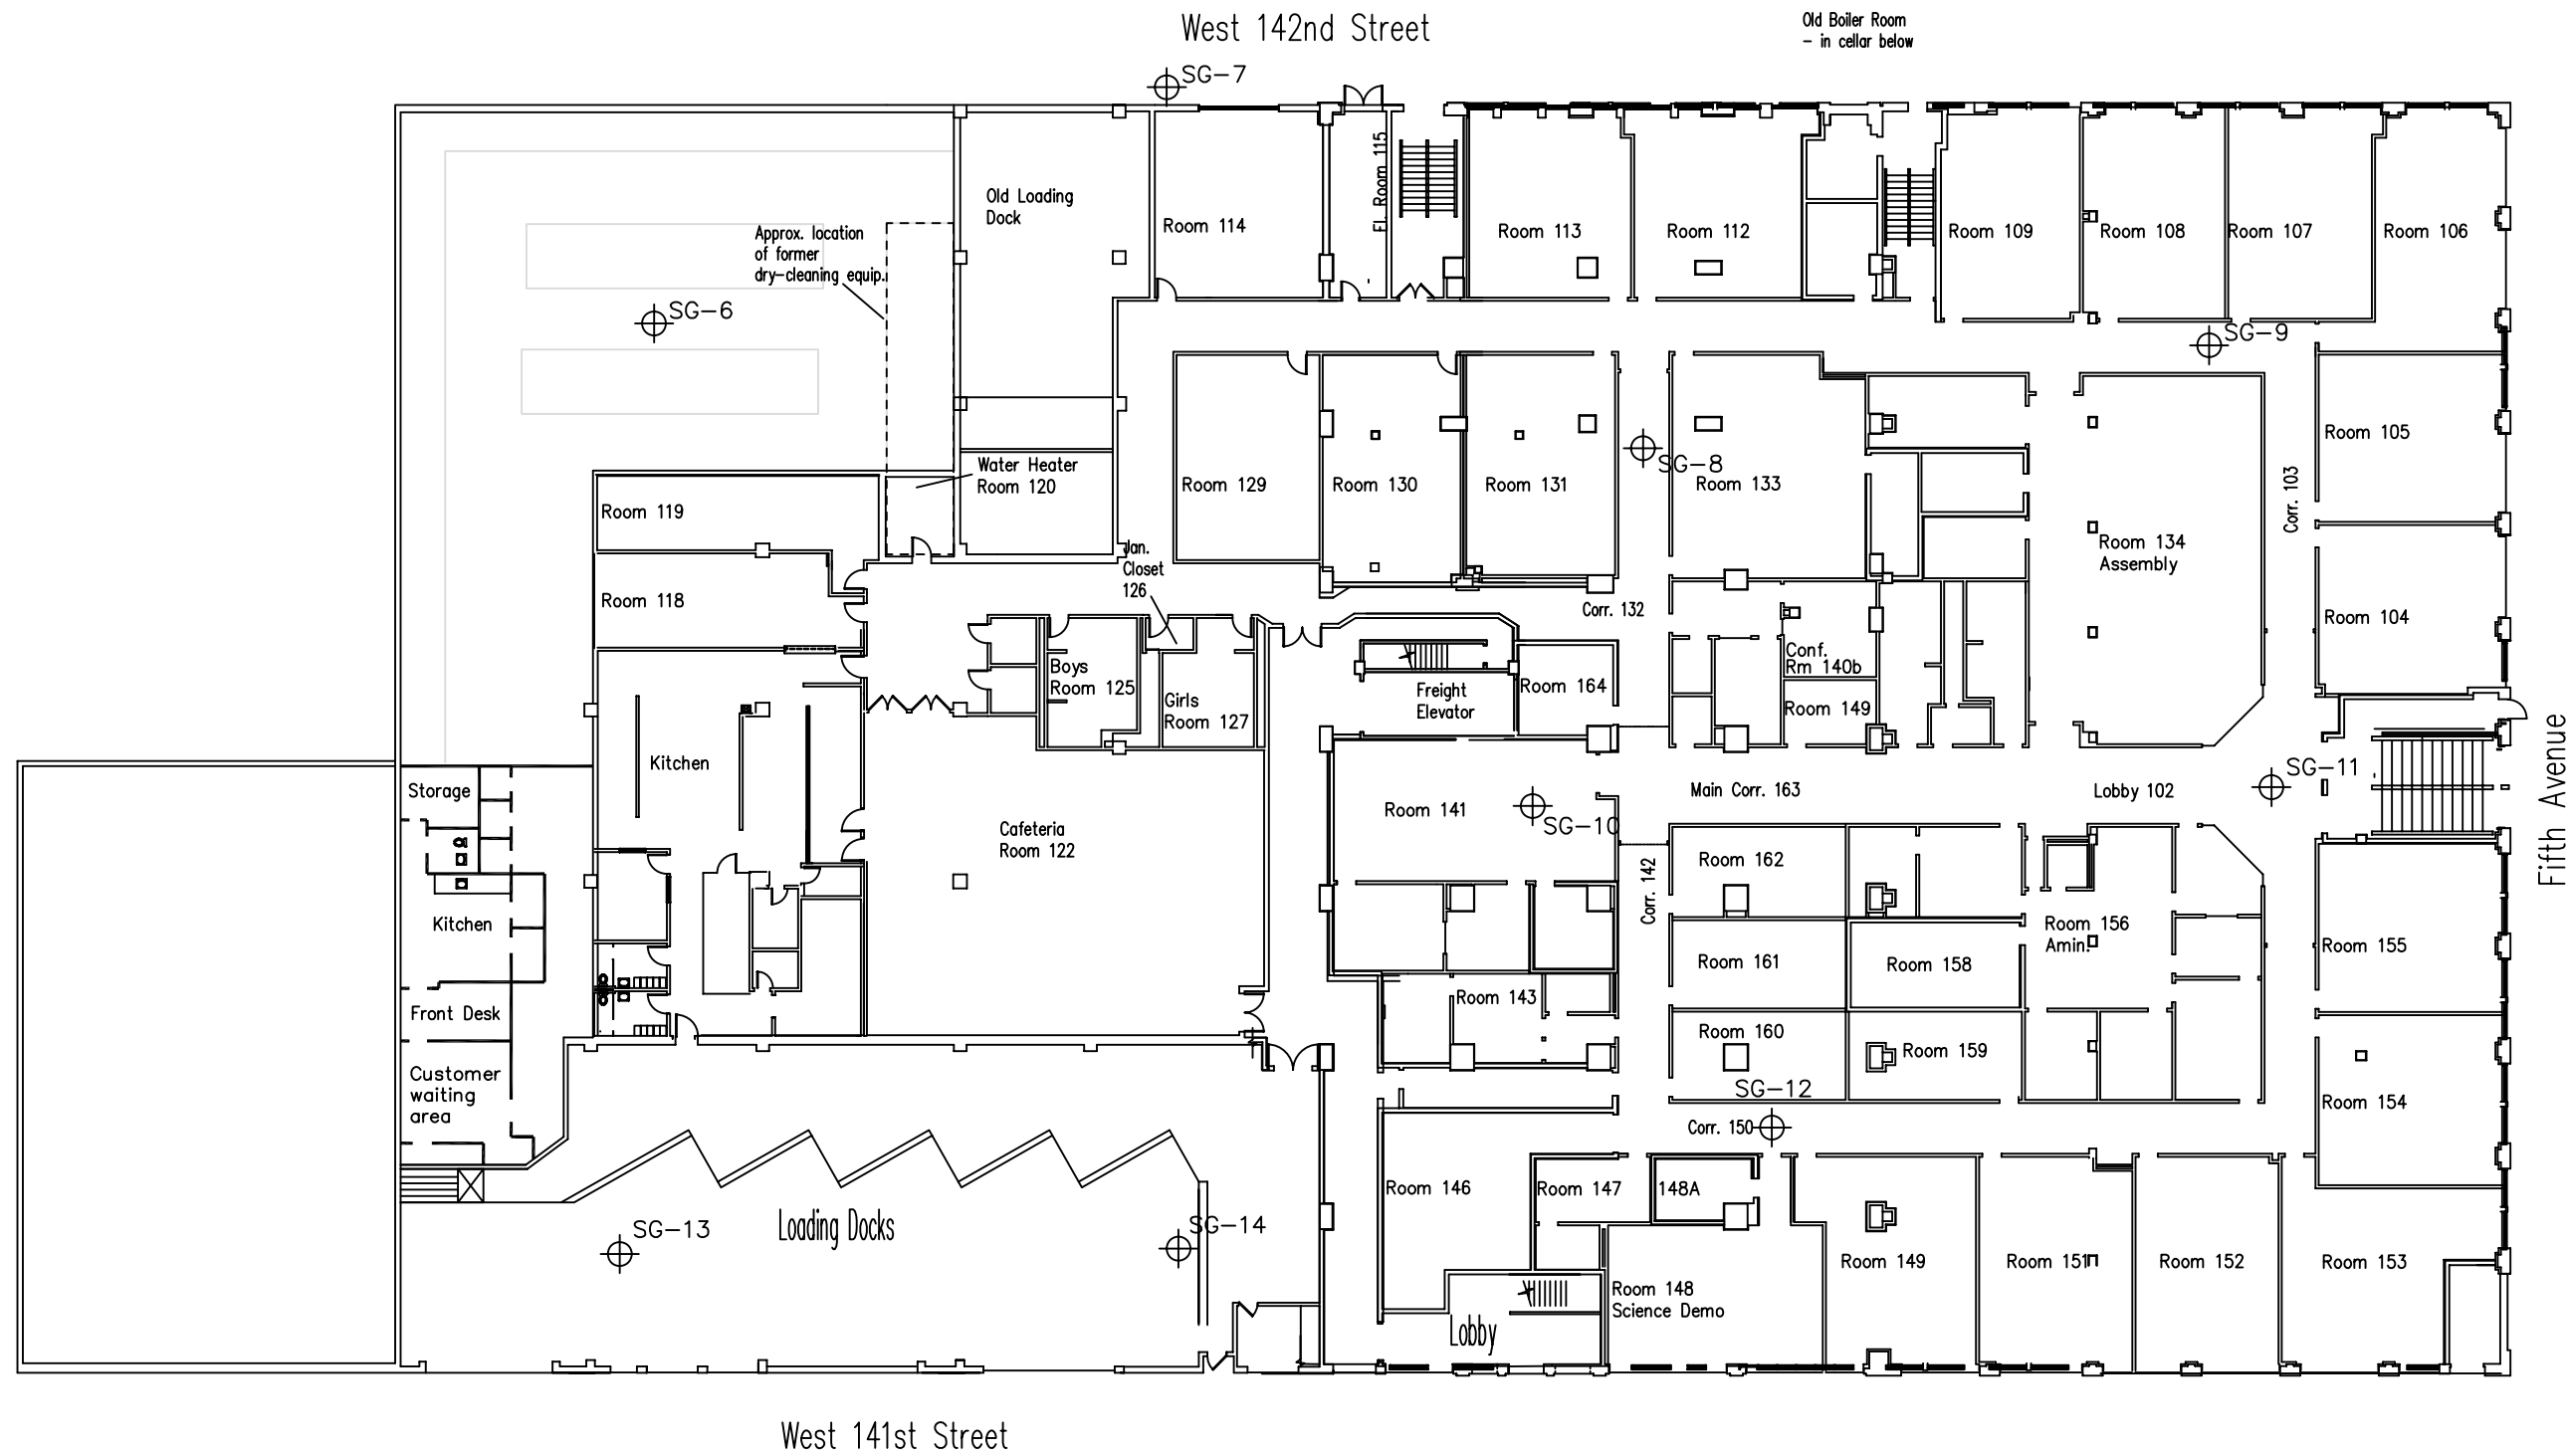 West 142nd Street
Old Boiler Room
- in cellar below
SG-7
Old Loading
Dock
Approx. location
of former
dry-cleaning equip.
El. Room 115
Room 114
Room 113
Room 112
Room 109
Room 108
Room 107
Room 106
SG-6
SG-9
Room 105
SG-8
Water Heater
Room 120
Room 129
Room 130
Room 131
Room 133
Corr. 103
Room 119
Jan.
Closet
126
Room 134
Assembly
Room 118
Corr. 132
Room 104
Boys
Room 125
Girls
Room 127
Freight
Elevator
Room 164
Conf.
Rm 140b
Room 149
Kitchen
Storage
SG-11
Main Corr. 163
Lobby 102
Fifth Avenue
Room 141
SG-10
Cafeteria
Room 122
Room 162
Corr. 142
Kitchen
Room 156
Amin.
Room 155
Room 161
Room 158
Room 143
Front Desk
Room 160
Room 159
Customer
waiting
area
SG-12
Room 154
Corr. 150
Room 146
Room 147
148A
SG-13
Loading Docks
SG-14
Room 149
Room 151
Room 152
Room 153
Room 148
Science Demo
Lobby
West 141st Street